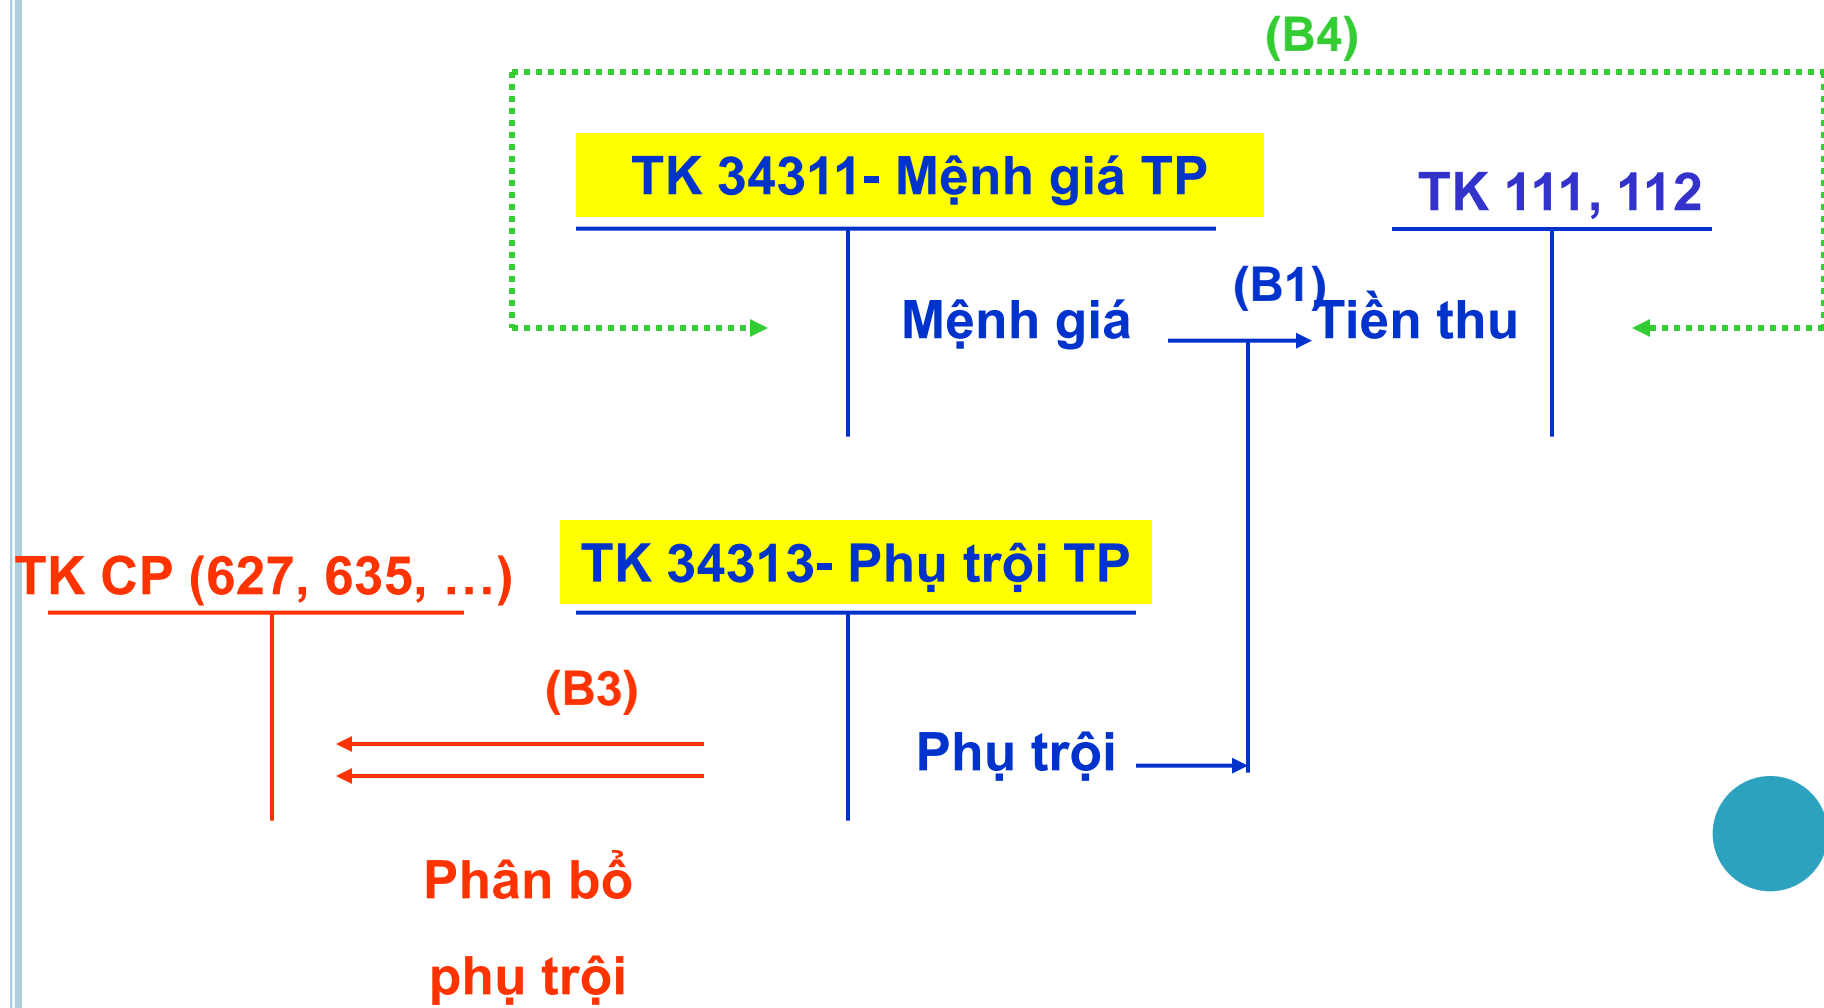 (B4)
TK 34311- Mệnh giá TP
TK 111, 112
(B1)
Mệnh giá
Tiền thu
TK CP (627, 635, …)
TK 34313- Phụ trội TP
(B3)
Phụ trội
Phân bổ
phụ trội